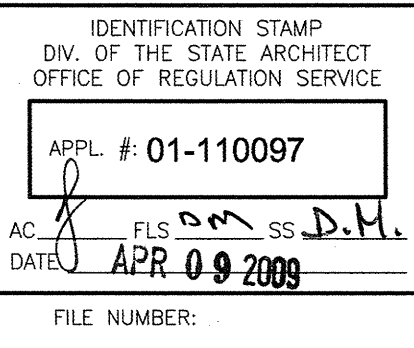 IDENTIFICATION STAMP
DIV. OF THE STATE ARCHITECT
OFFICE OF REGULATION SERVICE
APPL. #: 01-110097
AC FLS DM SS D.M.
DATE APR 09 2009
FILE NUMBER: